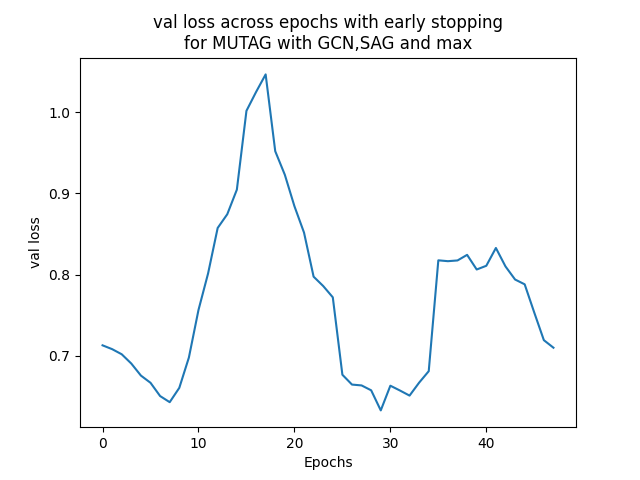 val loss across epochs with early stopping
for MUTAG with GCN,SAG and max
1.0
0.9
0.8
0.7
val loss
0
10
20
30
40
Epochs